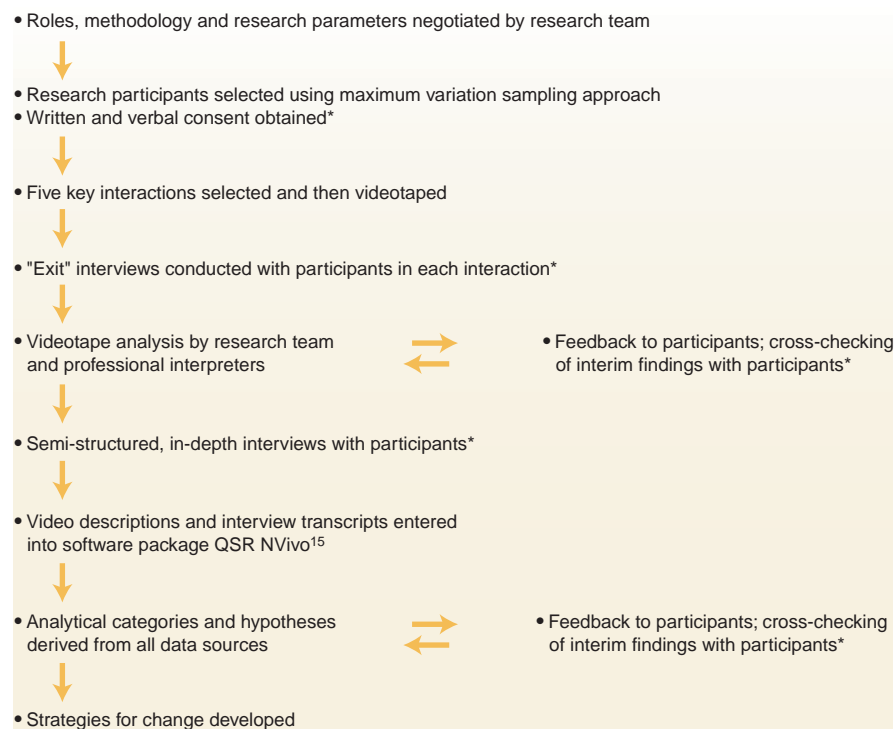 • Roles, methodology and research parameters negotiated by research team
• Research participants selected using maximum variation sampling approach
• Written and verbal consent obtained*
• Five key interactions selected and then videotaped
• "Exit" interviews conducted with participants in each interaction*
• Videotape analysis by research team
and professional interpreters
• Feedback to participants; cross-checking
of interim findings with participants*
• Semi-structured, in-depth interviews with participants*
• Video descriptions and interview transcripts entered
into software package QSR NVivo¹⁵
• Analytical categories and hypotheses
derived from all data sources
• Feedback to participants; cross-checking
of interim findings with participants*
• Strategies for change developed